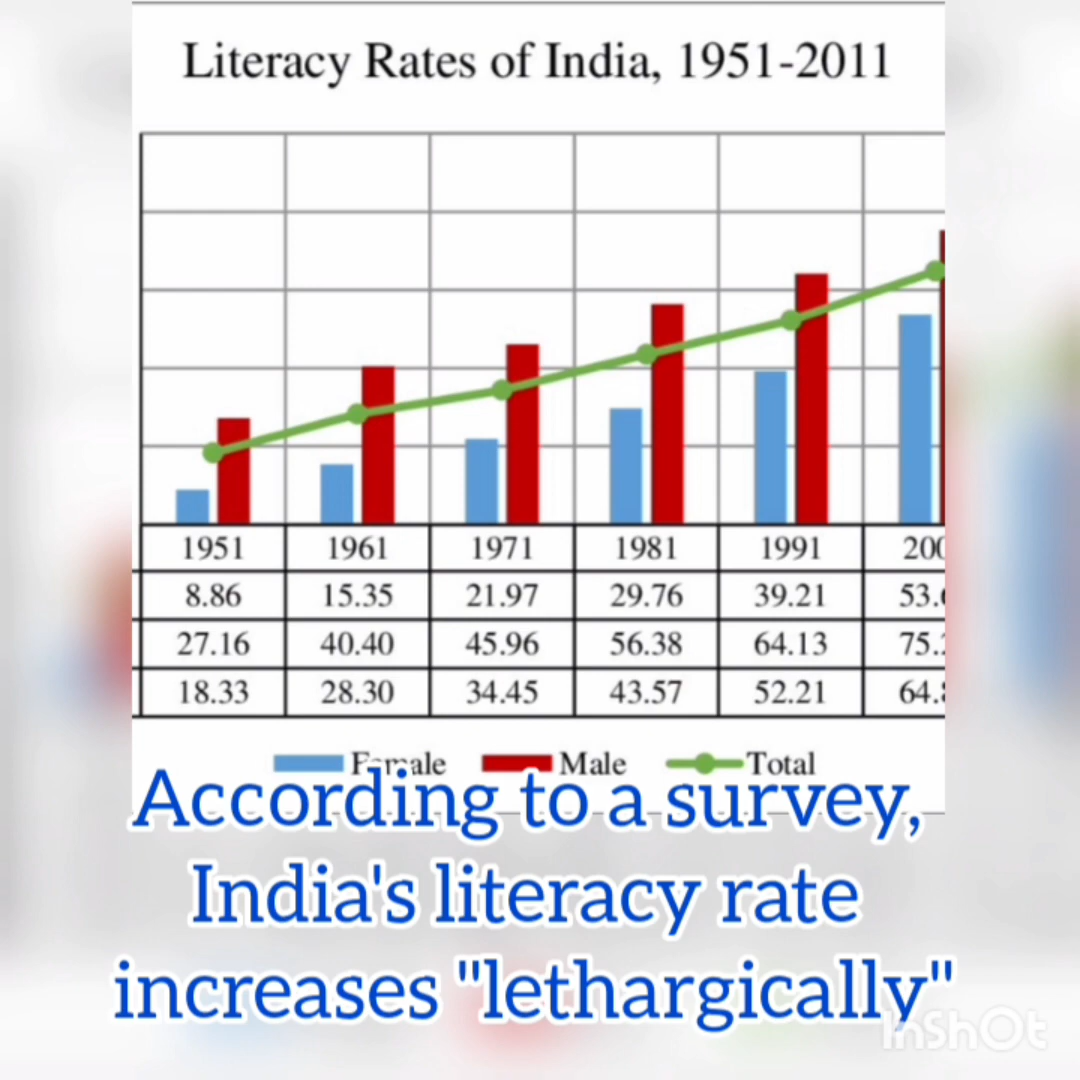 Literacy Rates of India, 1951-2011
1951 1961 1971 1981 1991
8.86 15.35 21.97 29.76 39.21
27.16 40.40 45.96 56.38 64.13
18.33 28.30 34.45 43.57 52.21
Female Male Total
According to a survey,
India's literacy rate
increases "lethargically"
InShOt